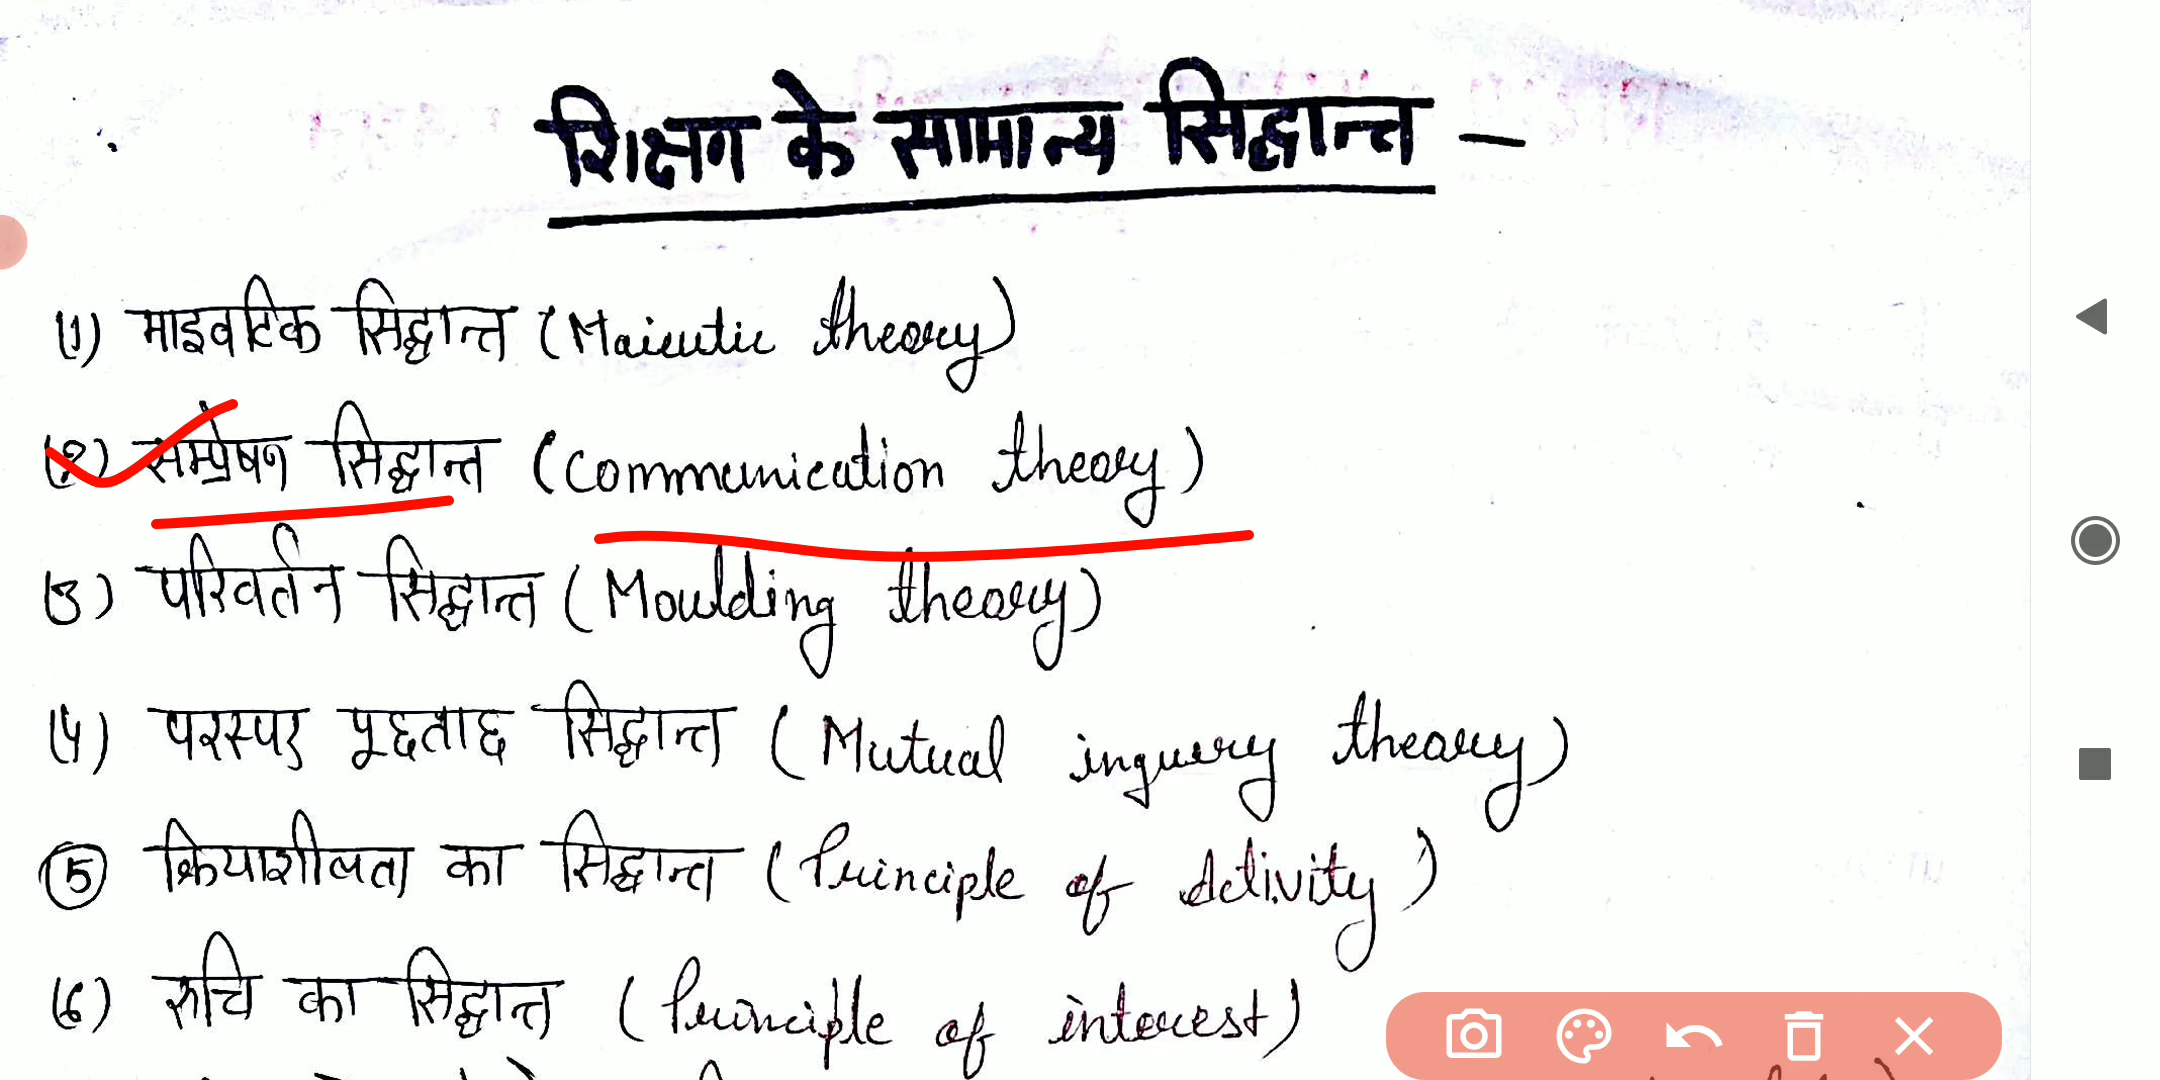 शिक्षण के सामान्य सिद्धान्त –
(1) माइवटिक सिद्धान्त (Maieutic theory)
(2) सम्प्रेषण सिद्धान्त (Communication theory)
(3) परिवर्तन सिद्धान्त (Moulding theory)
(4) परस्पर पूछताछ सिद्धान्त (Mutual inquiry theory)
(5) क्रियाशीलता का सिद्धान्त (Principle of Activity)
(6) रुचि का सिद्धान्त (Principle of interest)